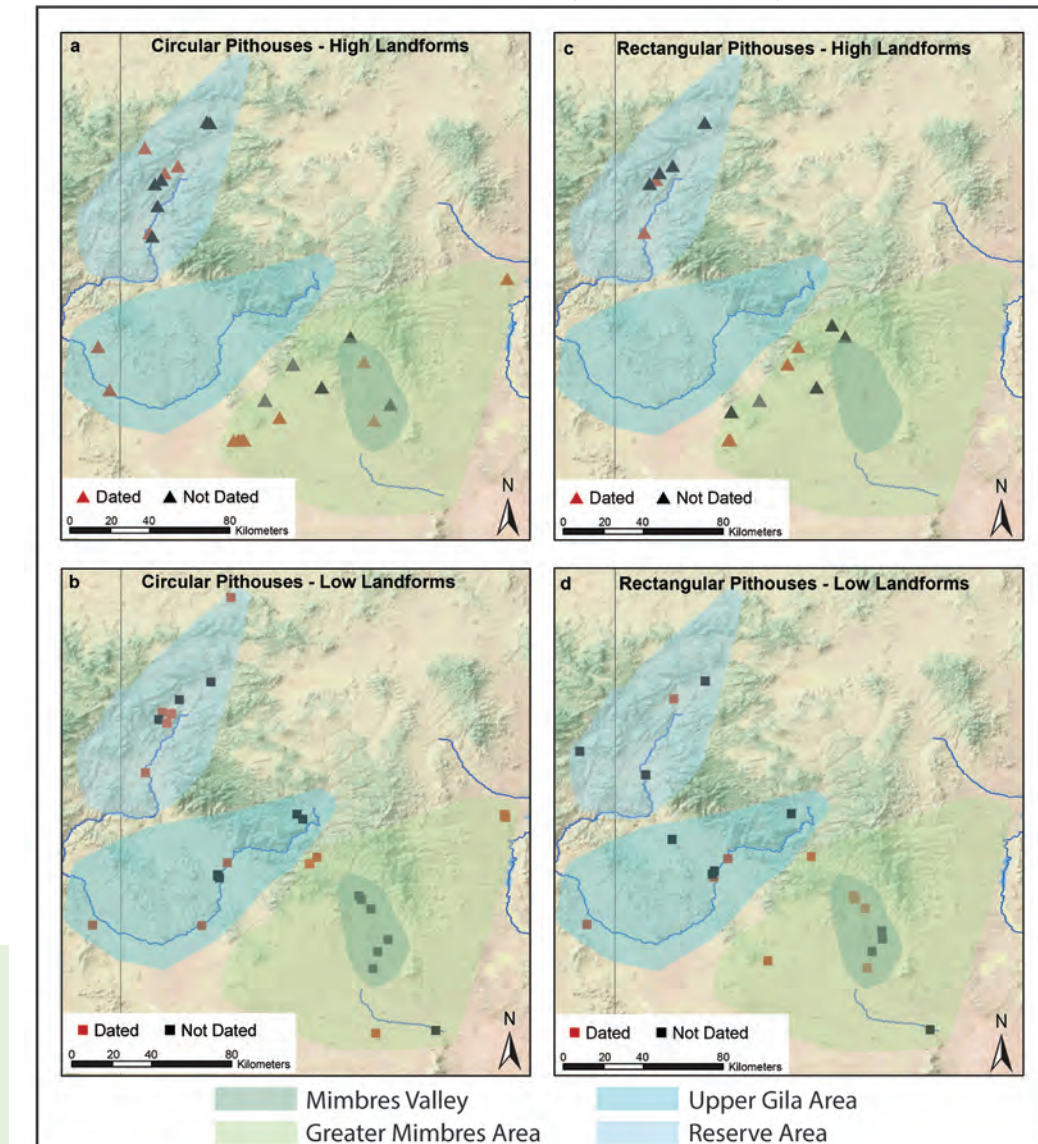 a Circular Pithouses - High Landforms
N
Dated Not Dated
0 20 40 80
Kilometers
c Rectangular Pithouses - High Landforms
N
Dated Not Dated
0 20 40 80
Kilometers
b Circular Pithouses - Low Landforms
N
Dated Not Dated
0 20 40 80
Kilometers
d Rectangular Pithouses - Low Landforms
N
Dated Not Dated
0 20 40 80
Kilometers
Mimbres Valley Upper Gila Area
Greater Mimbres Area Reserve Area